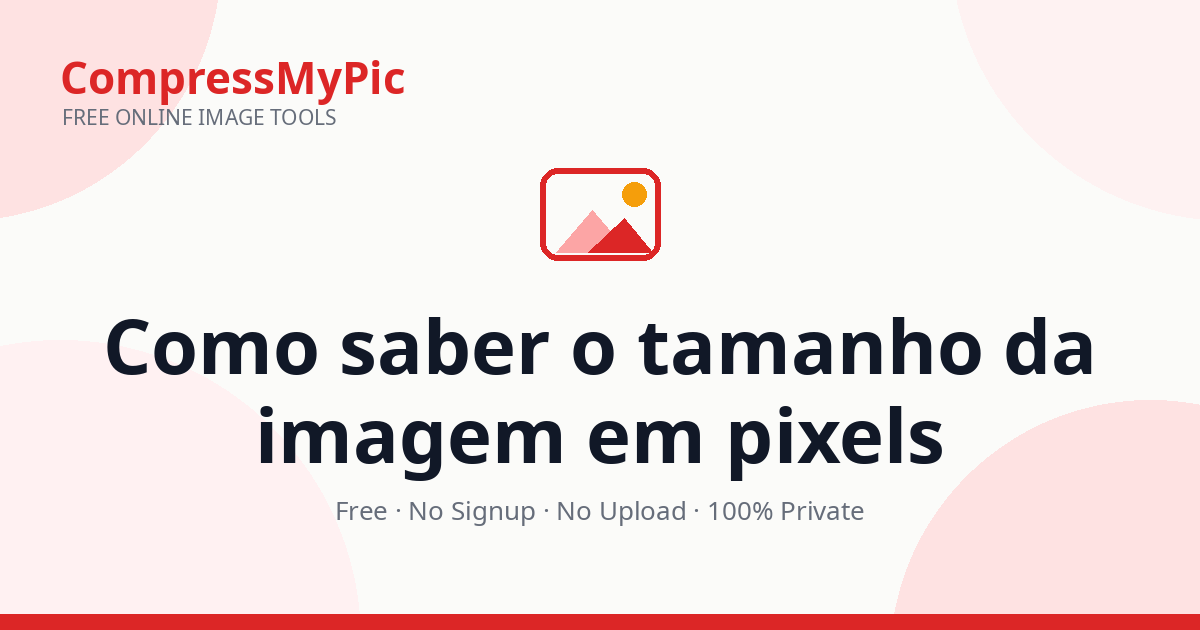 CompressMyPic
FREE ONLINE IMAGE TOOLS
Como saber o tamanho da
imagem em pixels
Free · No Signup · No Upload · 100% Private